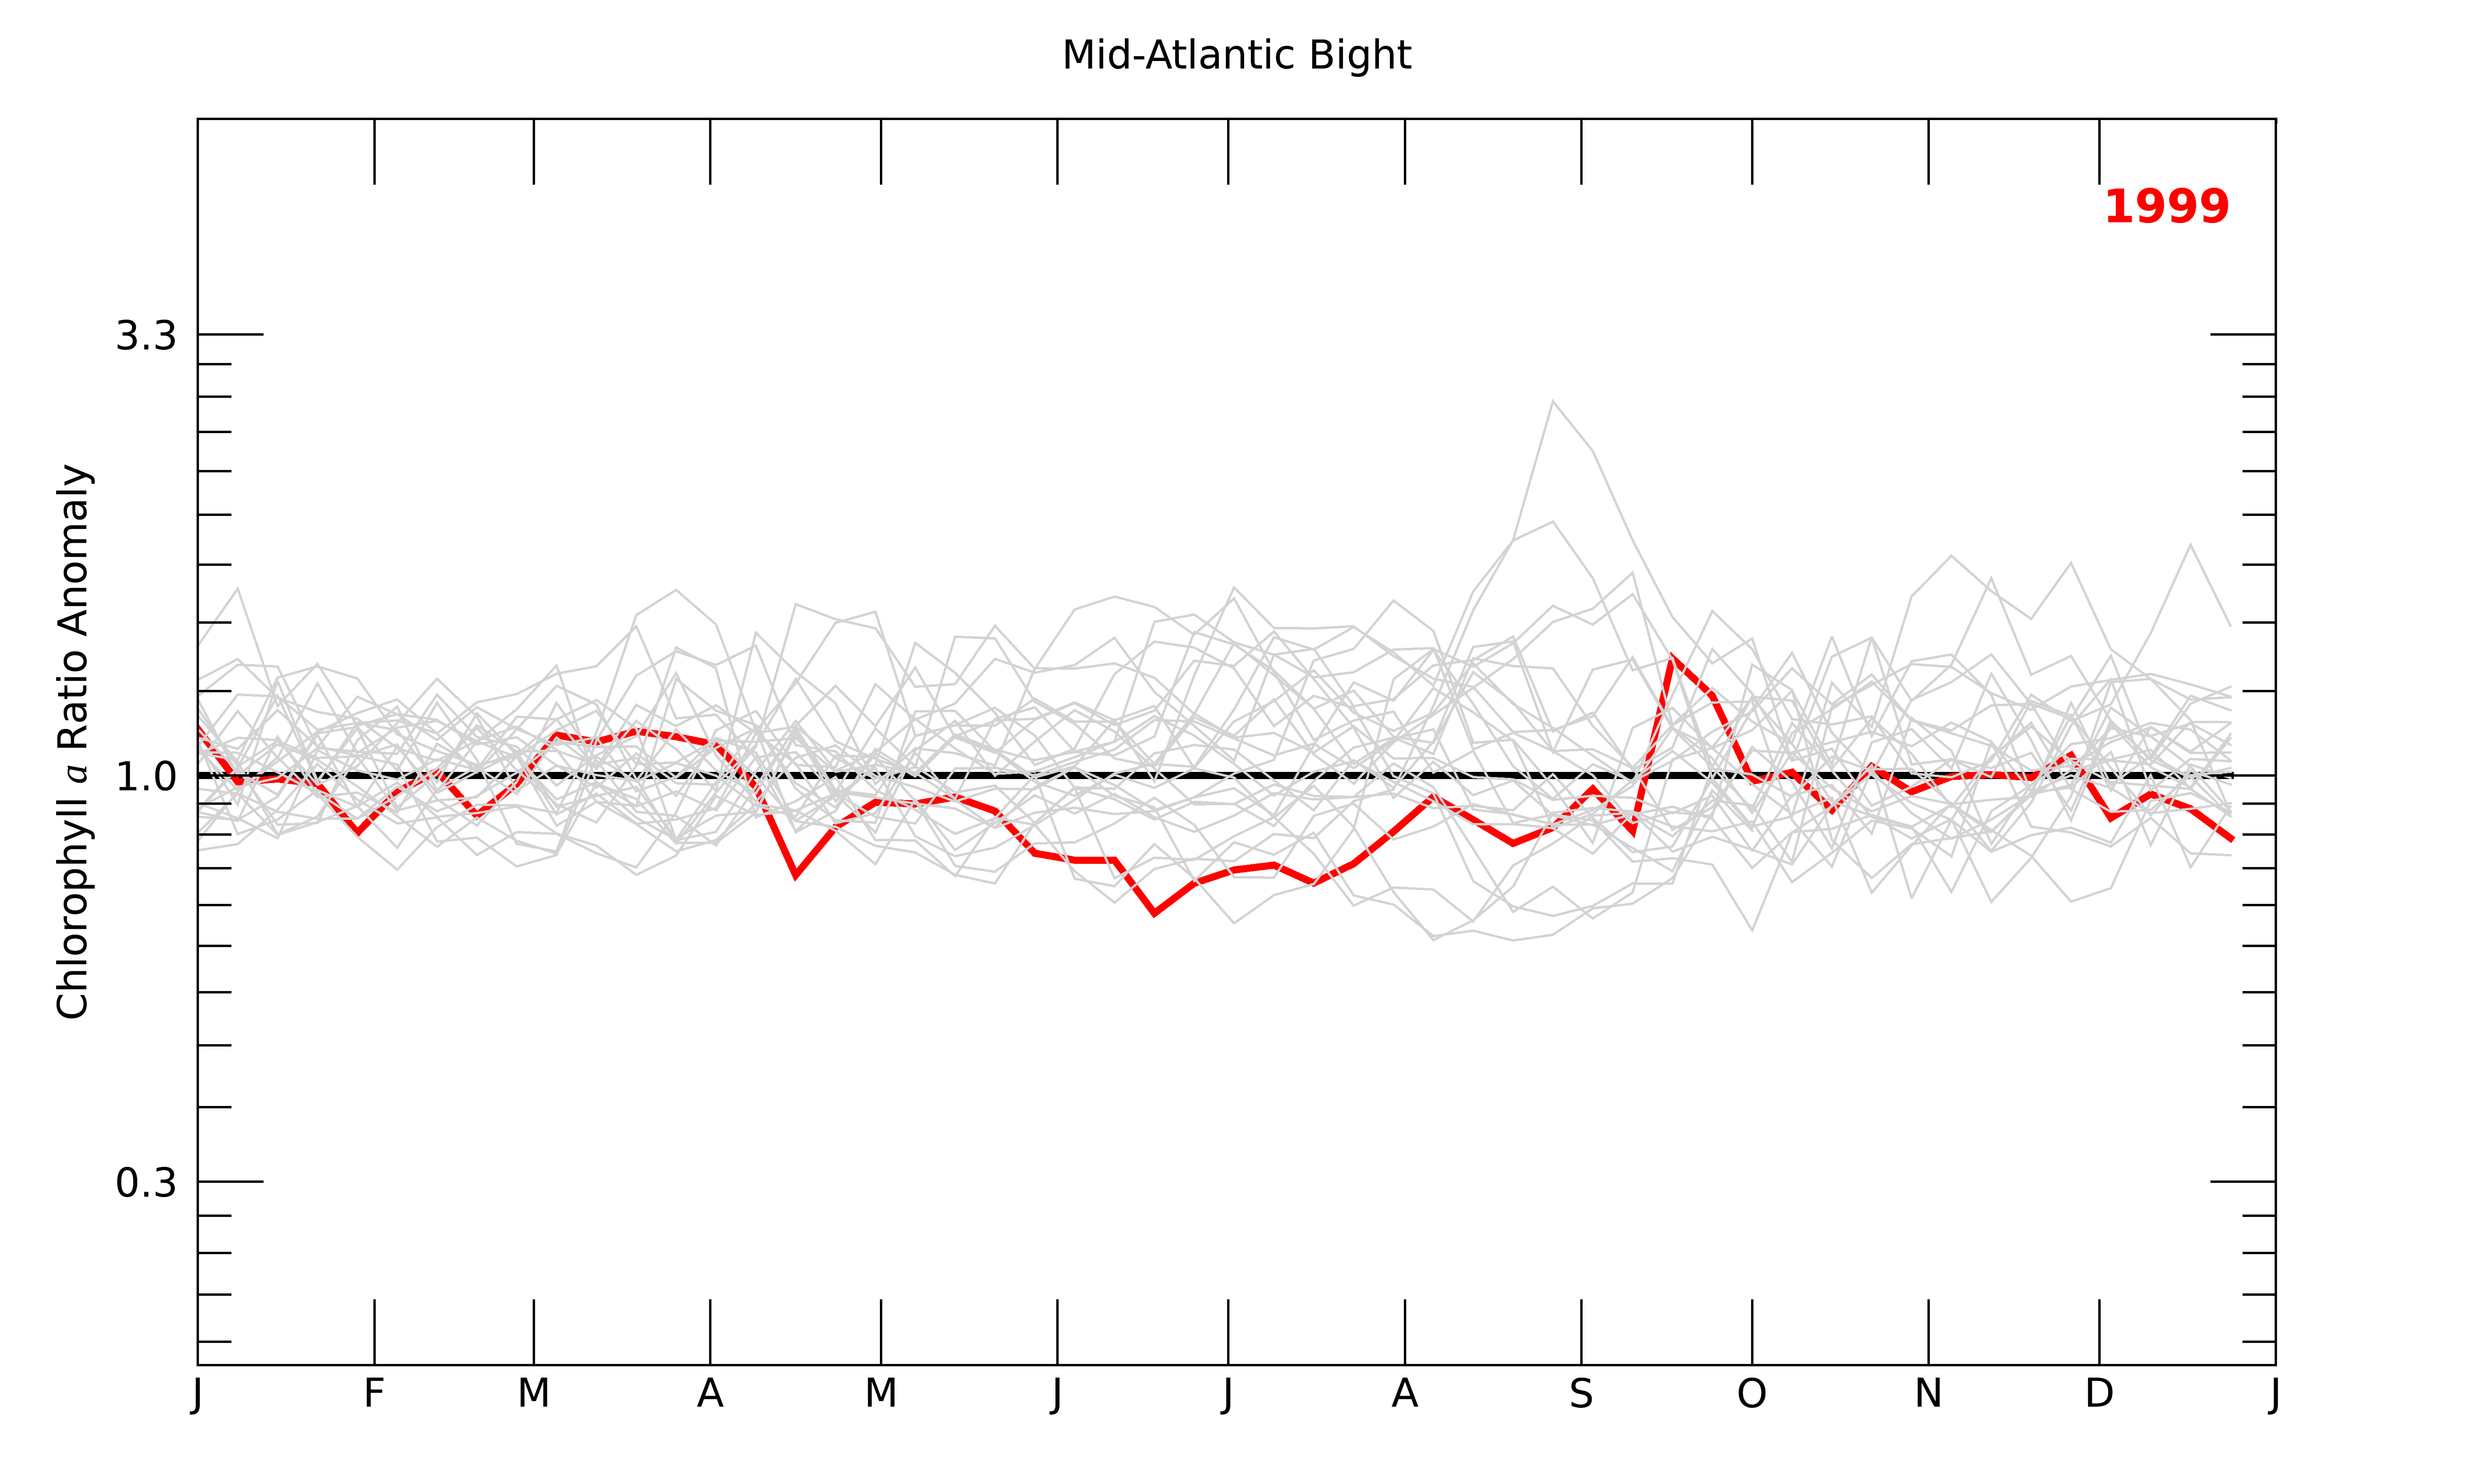 Mid-Atlantic Bight
1999
Chlorophyll a Ratio Anomaly
3.3
1.0
0.3
J F M A M J J A S O N D J